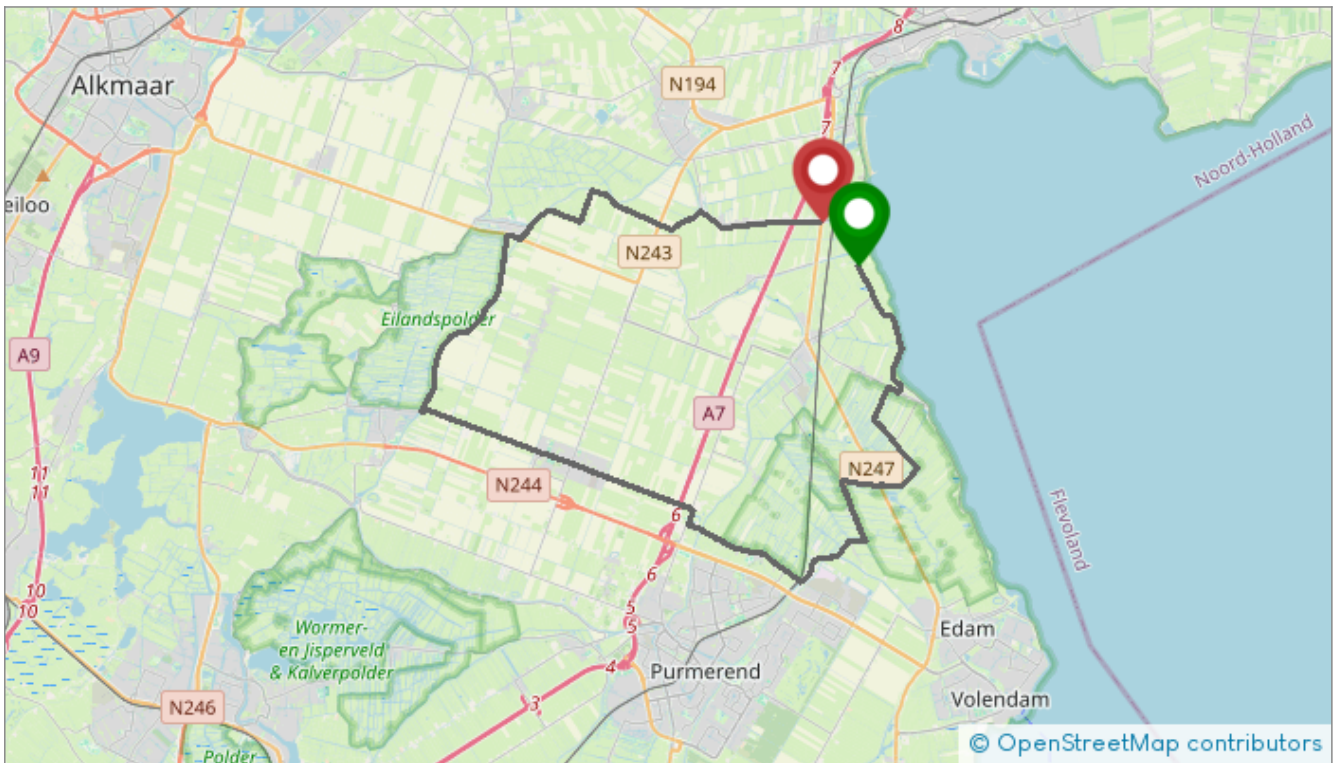 8
7
Alkmaar
N194
7
Noord-Holland
eiloo
N243
Eilandspolder
A9
A7
N247
11
11
N244
6
Flevoland
6
10
10
5
5
Wormer-
en Jisperveld
& Kalverpolder
Edam
4
Purmerend
3
Volendam
N246
Polder
© OpenStreetMap contributors